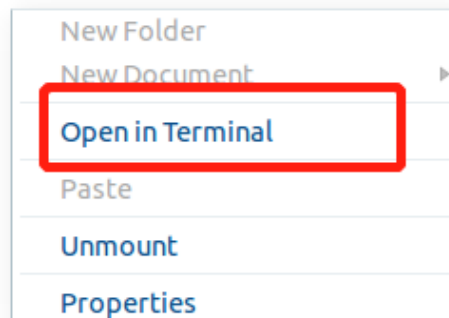 New Folder
New Document
Open in Terminal
Paste
Unmount
Properties